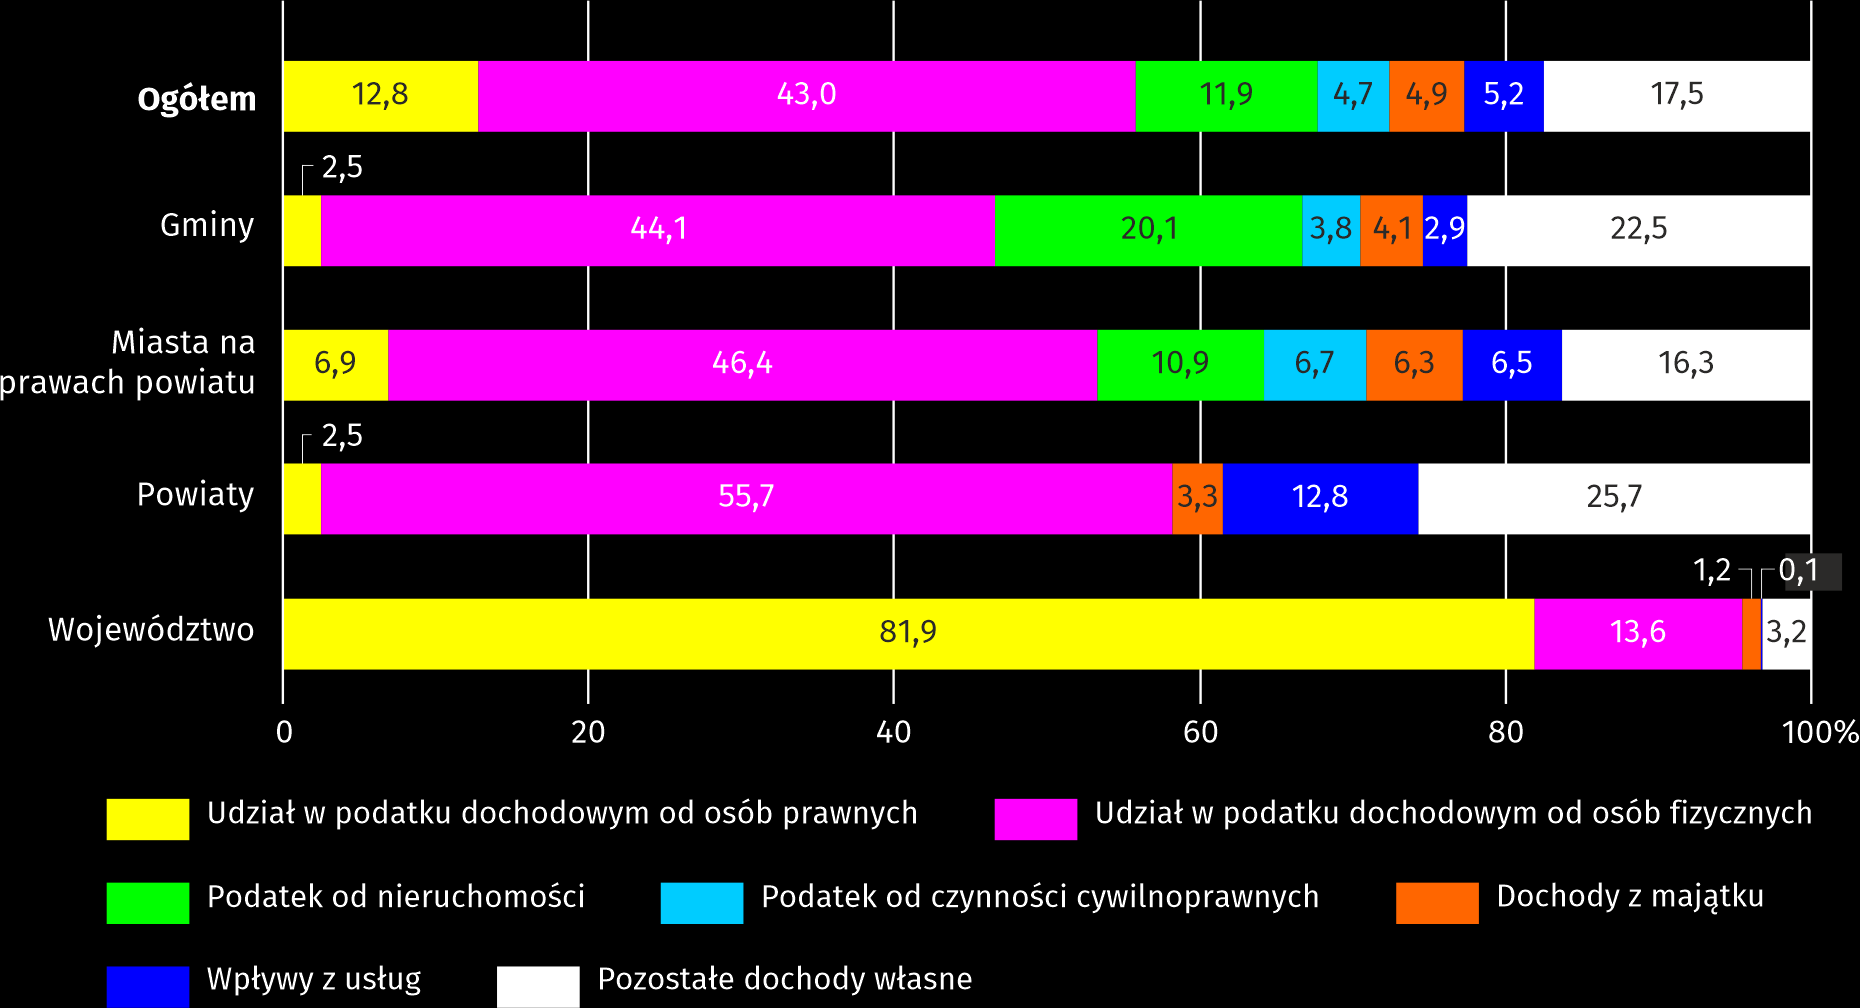 Ogółem 12,8 43,0 11,9 4,7 4,9 5,2 17,5
2,5
Gminy 44,1 20,1 3,8 4,1 2,9 22,5
Miasta na
prawach powiatu 6,9 46,4 10,9 6,7 6,3 6,5 16,3
2,5
Powiaty 55,7 3,3 12,8 25,7
1,2 0,1
Województwo 81,9 13,6 3,2
0 20 40 60 80 100%
Udział w podatku dochodowym od osób prawnych Udział w podatku dochodowym od osób fizycznych
Podatek od nieruchomości Podatek od czynności cywilnoprawnych Dochody z majątku
Wpływy z usług Pozostałe dochody własne